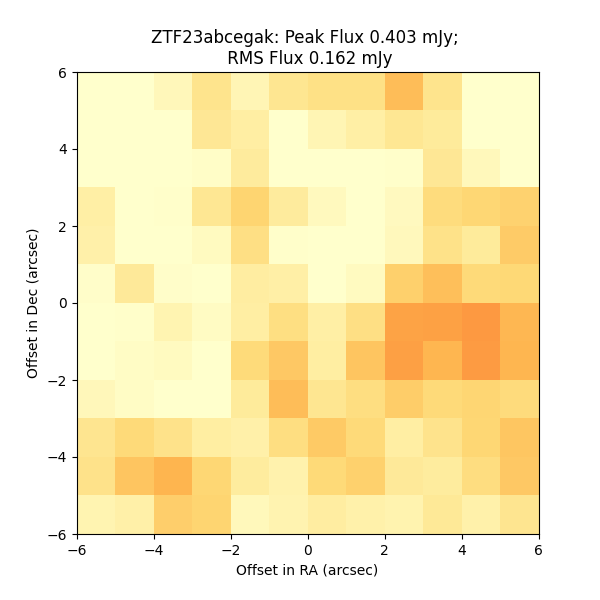 ZTF23abcegak: Peak Flux 0.403 mJy;
RMS Flux 0.162 mJy
6
4
2
0
−2
−4
−6
Offset in Dec (arcsec)
−6 −4 −2 0 2 4 6
Offset in RA (arcsec)